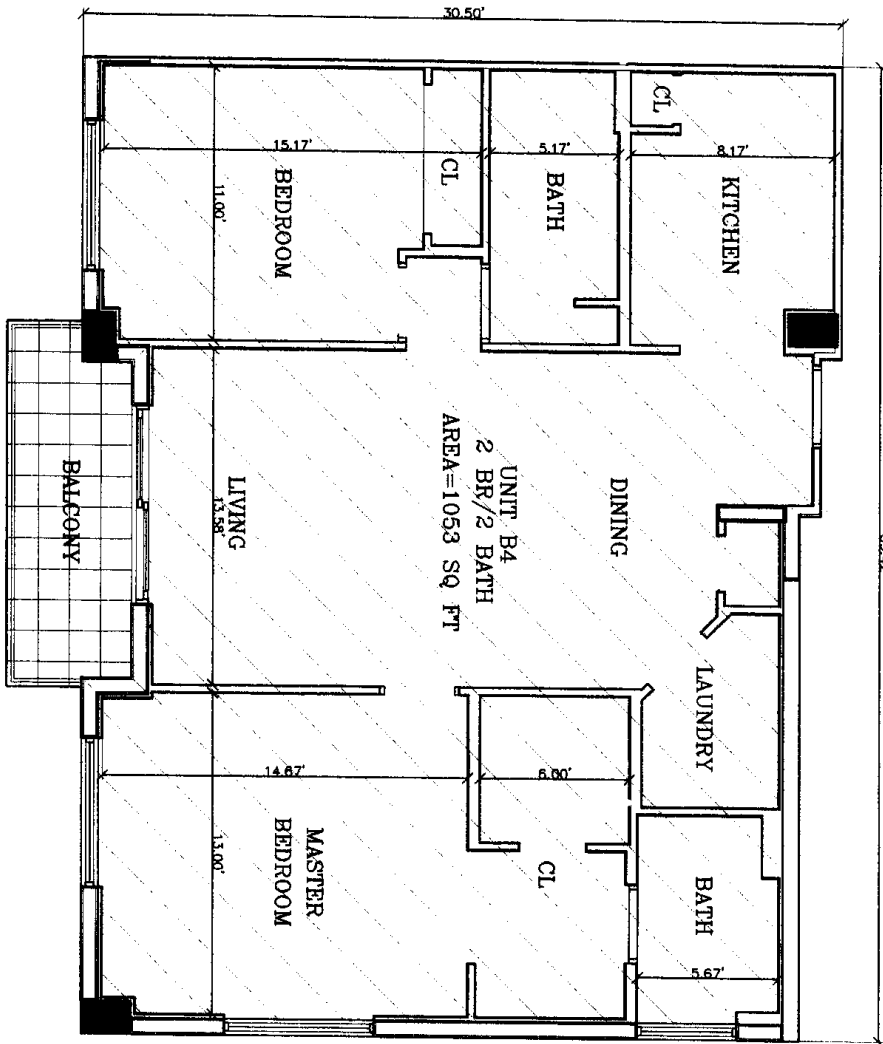 30.50'
CL
15.17'
5.17'
8.17'
CL
BEDROOM
BATH
KITCHEN
11.00'
UNIT B4
2 BR/2 BATH
AREA=1053 SQ FT
DINING
LIVING
13.58'
BALCONY
LAUNDRY
14.67'
6.00'
MASTER
BEDROOM
13.00'
CL
BATH
5.67'